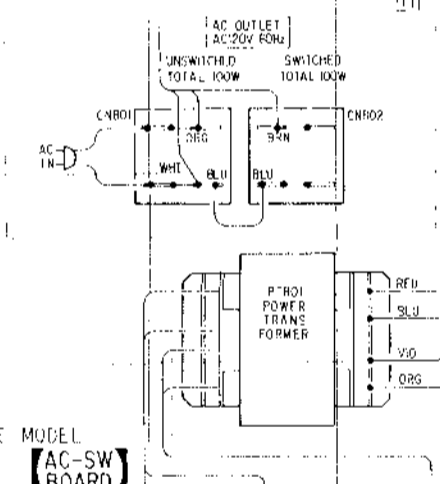 AC OUTLET
AC120V 60Hz
UNSWITCHED SWITCHED
TOTAL 100W TOTAL 100W
CNB01 CNB02
ORG BRN
AC
IN
WHT BLU BLU
PT801
POWER
TRANS
FORMER
RED
BLU
VIO
ORG
MODEL
[AC-SW
BOARD]